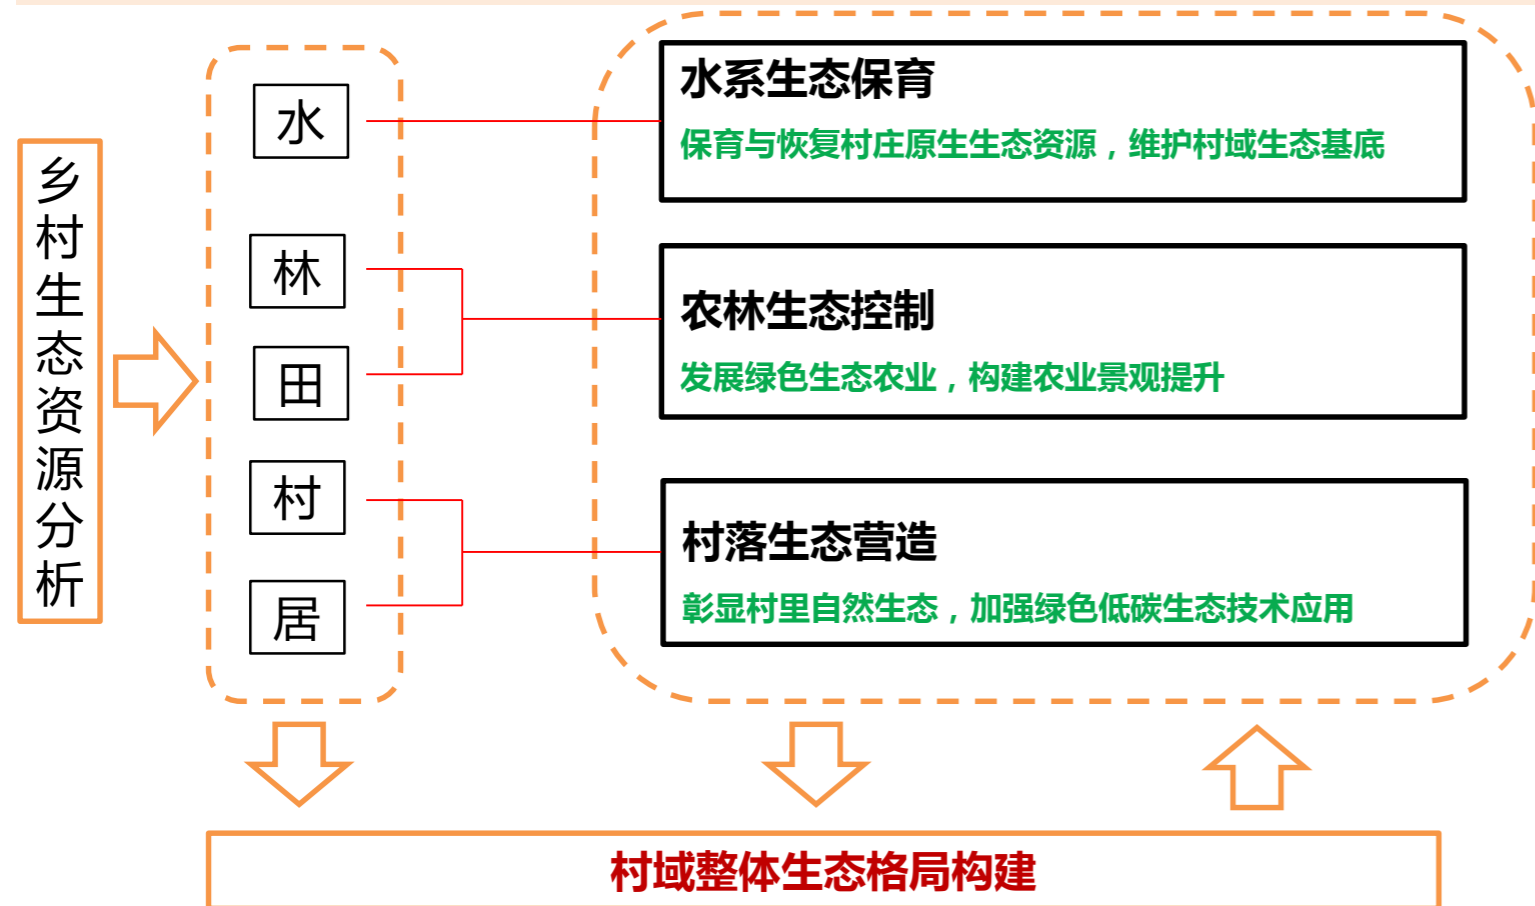 乡村生态资源分析
水
林
田
村
居
水系生态保育
保育与恢复村庄原生生态资源，维护村域生态基底
农林生态控制
发展绿色生态农业，构建农业景观提升
村落生态营造
彰显村里自然生态，加强绿色低碳生态技术应用
村域整体生态格局构建